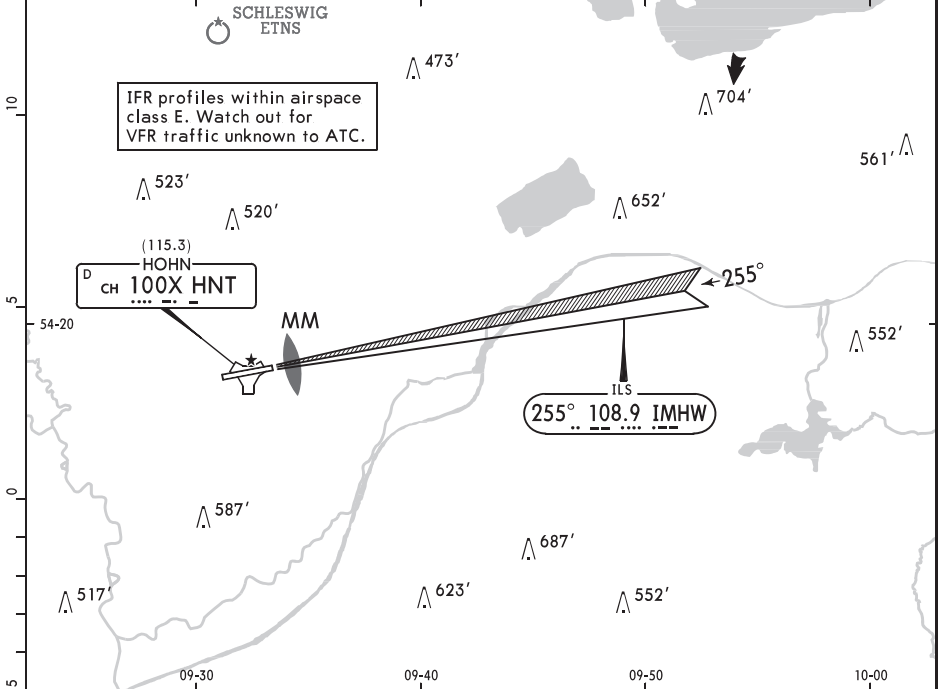 SCHLESWIG
ETNS
473'
704'
10
IFR profiles within airspace
class E. Watch out for
VFR traffic unknown to ATC.
561'
523'
520'
652'
(115.3)
HOHN
D CH 100X HNT
255°
5
MM
54-20
552'
ILS
255° 108.9 IMHW
0
587'
687'
517'
623'
552'
5
09-30
09-40
09-50
10-00